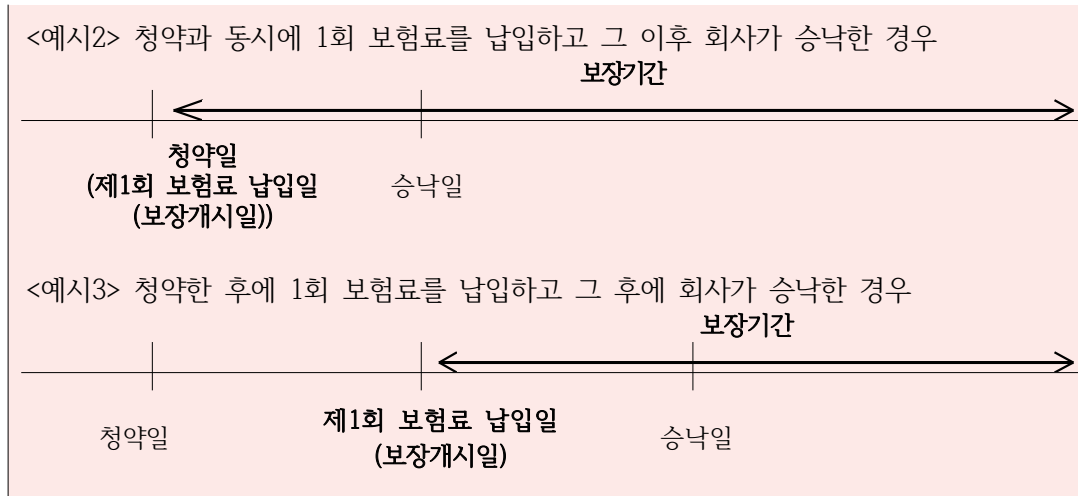 <예시2> 청약과 동시에 1회 보험료를 납입하고 그 이후 회사가 승낙한 경우
보장기간
청약일
(제1회 보험료 납입일
(보장개시일))
승낙일
<예시3> 청약한 후에 1회 보험료를 납입하고 그 후에 회사가 승낙한 경우
보장기간
청약일
제1회 보험료 납입일
(보장개시일)
승낙일